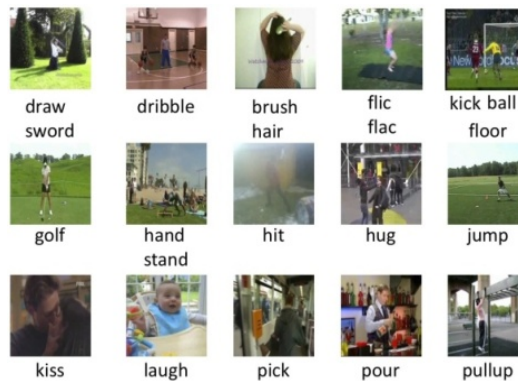 draw
sword
dribble
brush
hair
flic
flac
kick ball
floor
golf
hand
stand
hit
hug
jump
kiss
laugh
pick
pour
pullup